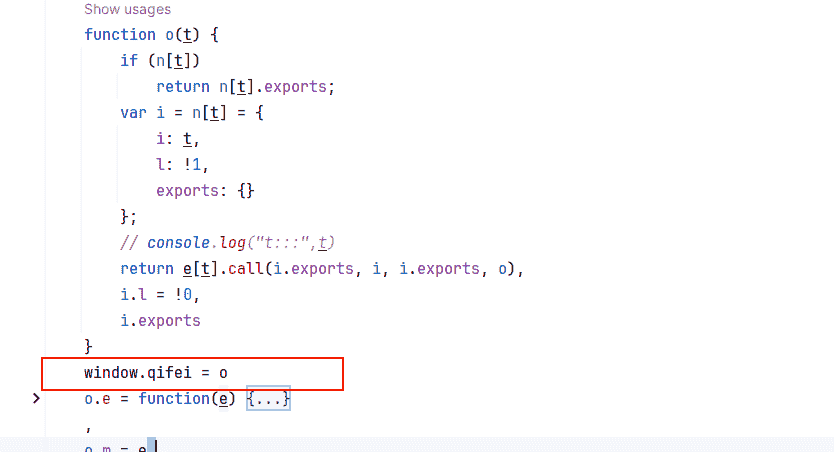 Show usages
function o(t) {
if (n[t])
return n[t].exports;
var i = n[t] = {
i: t,
l: !1,
exports: {}
};
// console.log("t:::",t)
return e[t].call(i.exports, i, i.exports, o),
i.l = !0,
i.exports
}
window.qifei = o
o.e = function(e) {...}
,
o.m = e